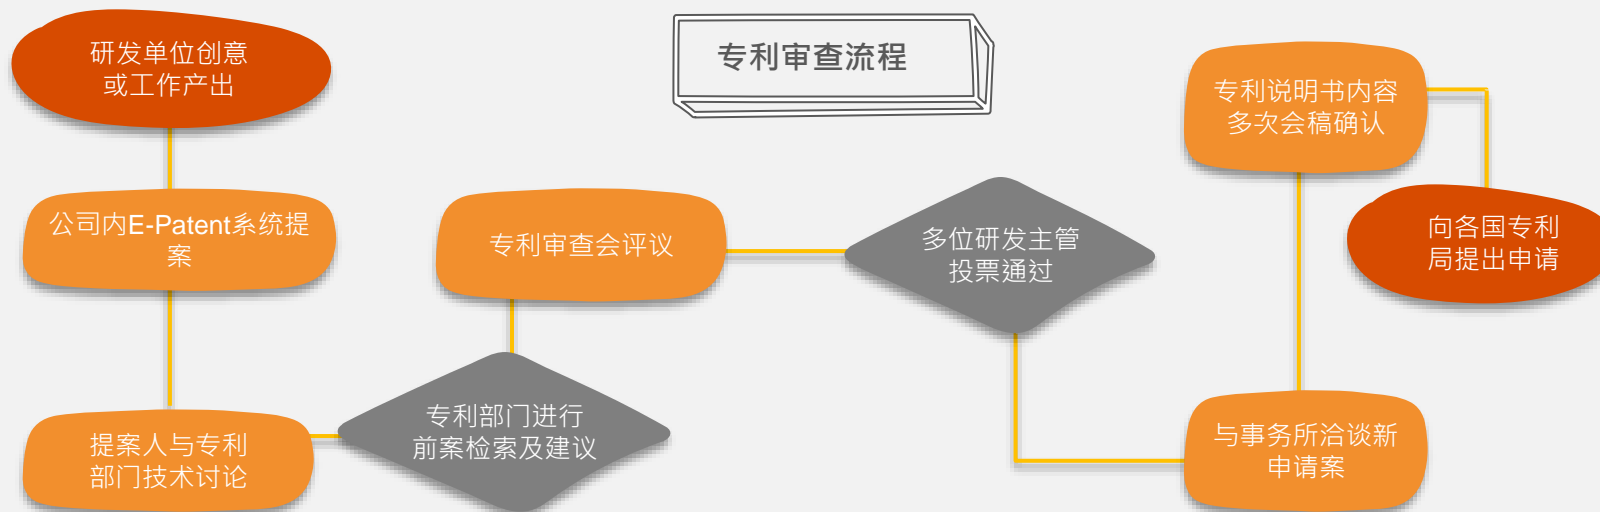 专利审查流程
研发单位创意
或工作产出
公司内E-Patent系统提
案
提案人与专利
部门技术讨论
专利部门进行
前案检索及建议
专利审查会评议
多位研发主管
投票通过
与事务所洽谈新
申请案
专利说明书内容
多次会稿确认
向各国专利
局提出申请